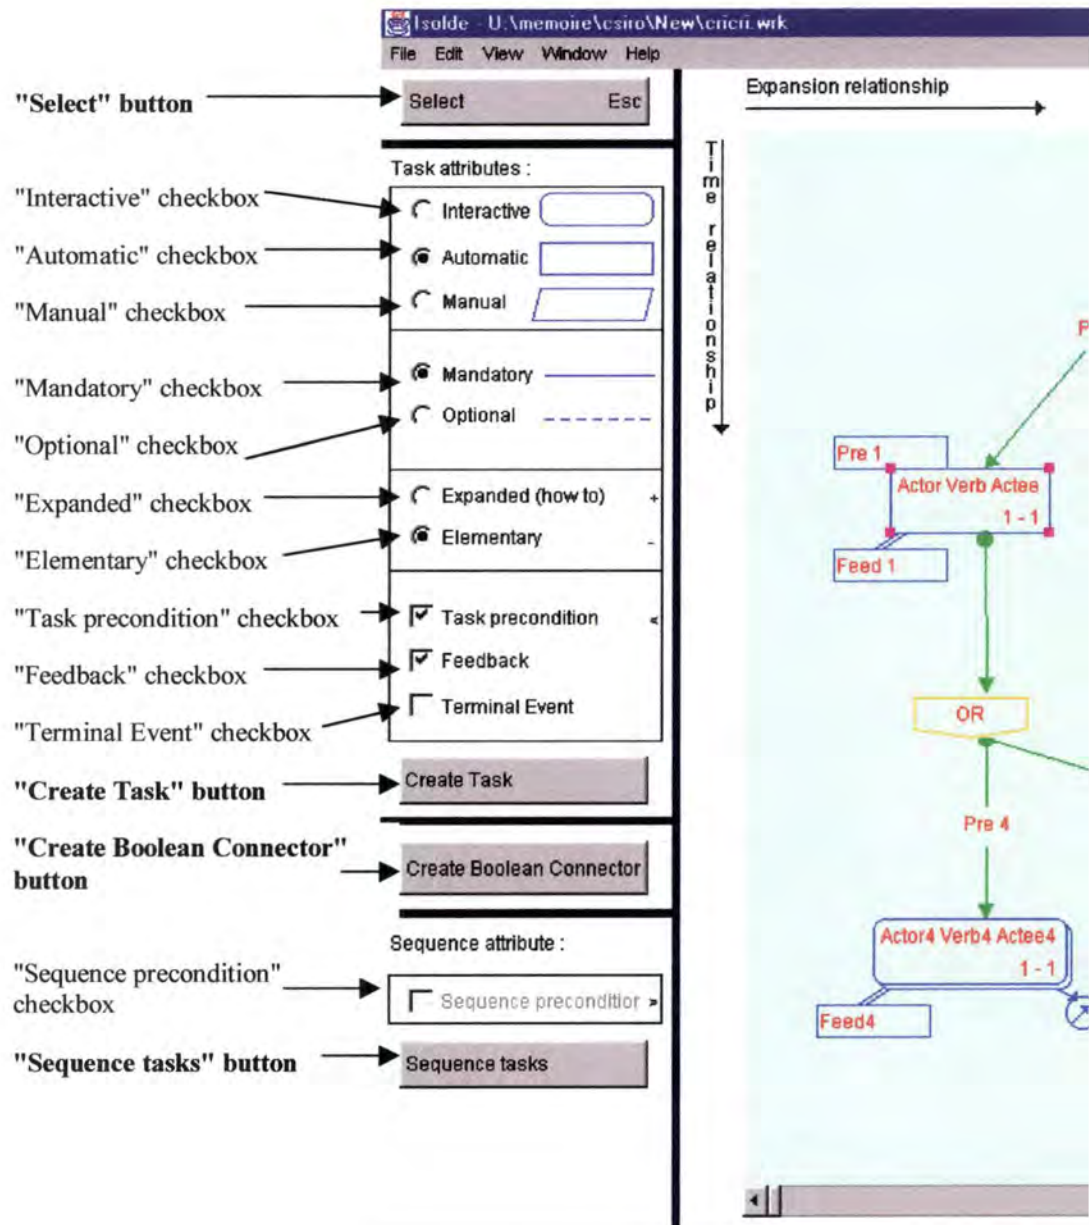 Isolde - U:\memoire\csiro\New\cricri.wrk
File Edit View Window Help
"Select" button
Select Esc
Expansion relationship
Time relationship
Task attributes :
"Interactive" checkbox
Interactive
"Automatic" checkbox
Automatic
"Manual" checkbox
Manual
"Mandatory" checkbox
Mandatory
"Optional" checkbox
Optional
"Expanded" checkbox
Expanded (how to) +
"Elementary" checkbox
Elementary -
"Task precondition" checkbox
Task precondition «
"Feedback" checkbox
Feedback
"Terminal Event" checkbox
Terminal Event
"Create Task" button
Create Task
"Create Boolean Connector"
button
Create Boolean Connector
Sequence attribute :
"Sequence precondition"
checkbox
Sequence precondition »
"Sequence tasks" button
Sequence tasks
P
Pre 1
Actor Verb Actee
1 - 1
Feed 1
OR
Pre 4
Actor4 Verb4 Actee4
1 - 1
Feed4